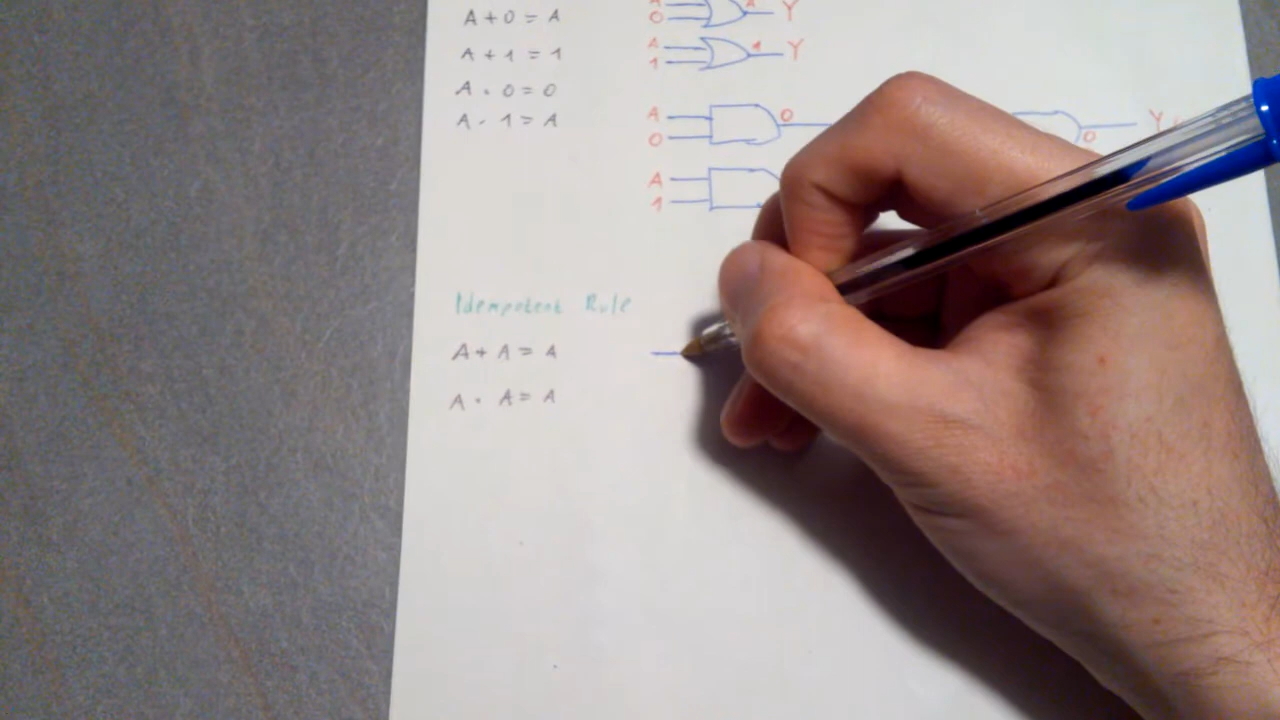 A + 0 = A
A
0
A
Y
A + 1 = 1
A
1
1
Y
A . 0 = 0
A . 1 = A
A
0
0
0
Y
A
1
Idempotent Rule
A + A = A
A . A = A